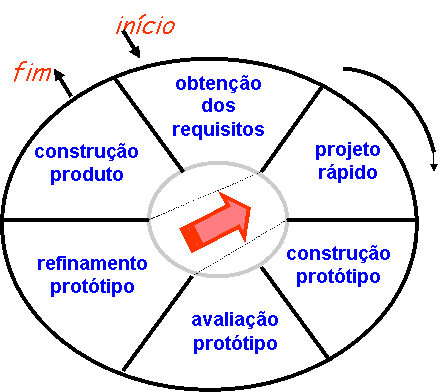 início
fim
obtenção
dos
requisitos
projeto
rápido
construção
protótipo
avaliação
protótipo
refinamento
protótipo
construção
produto